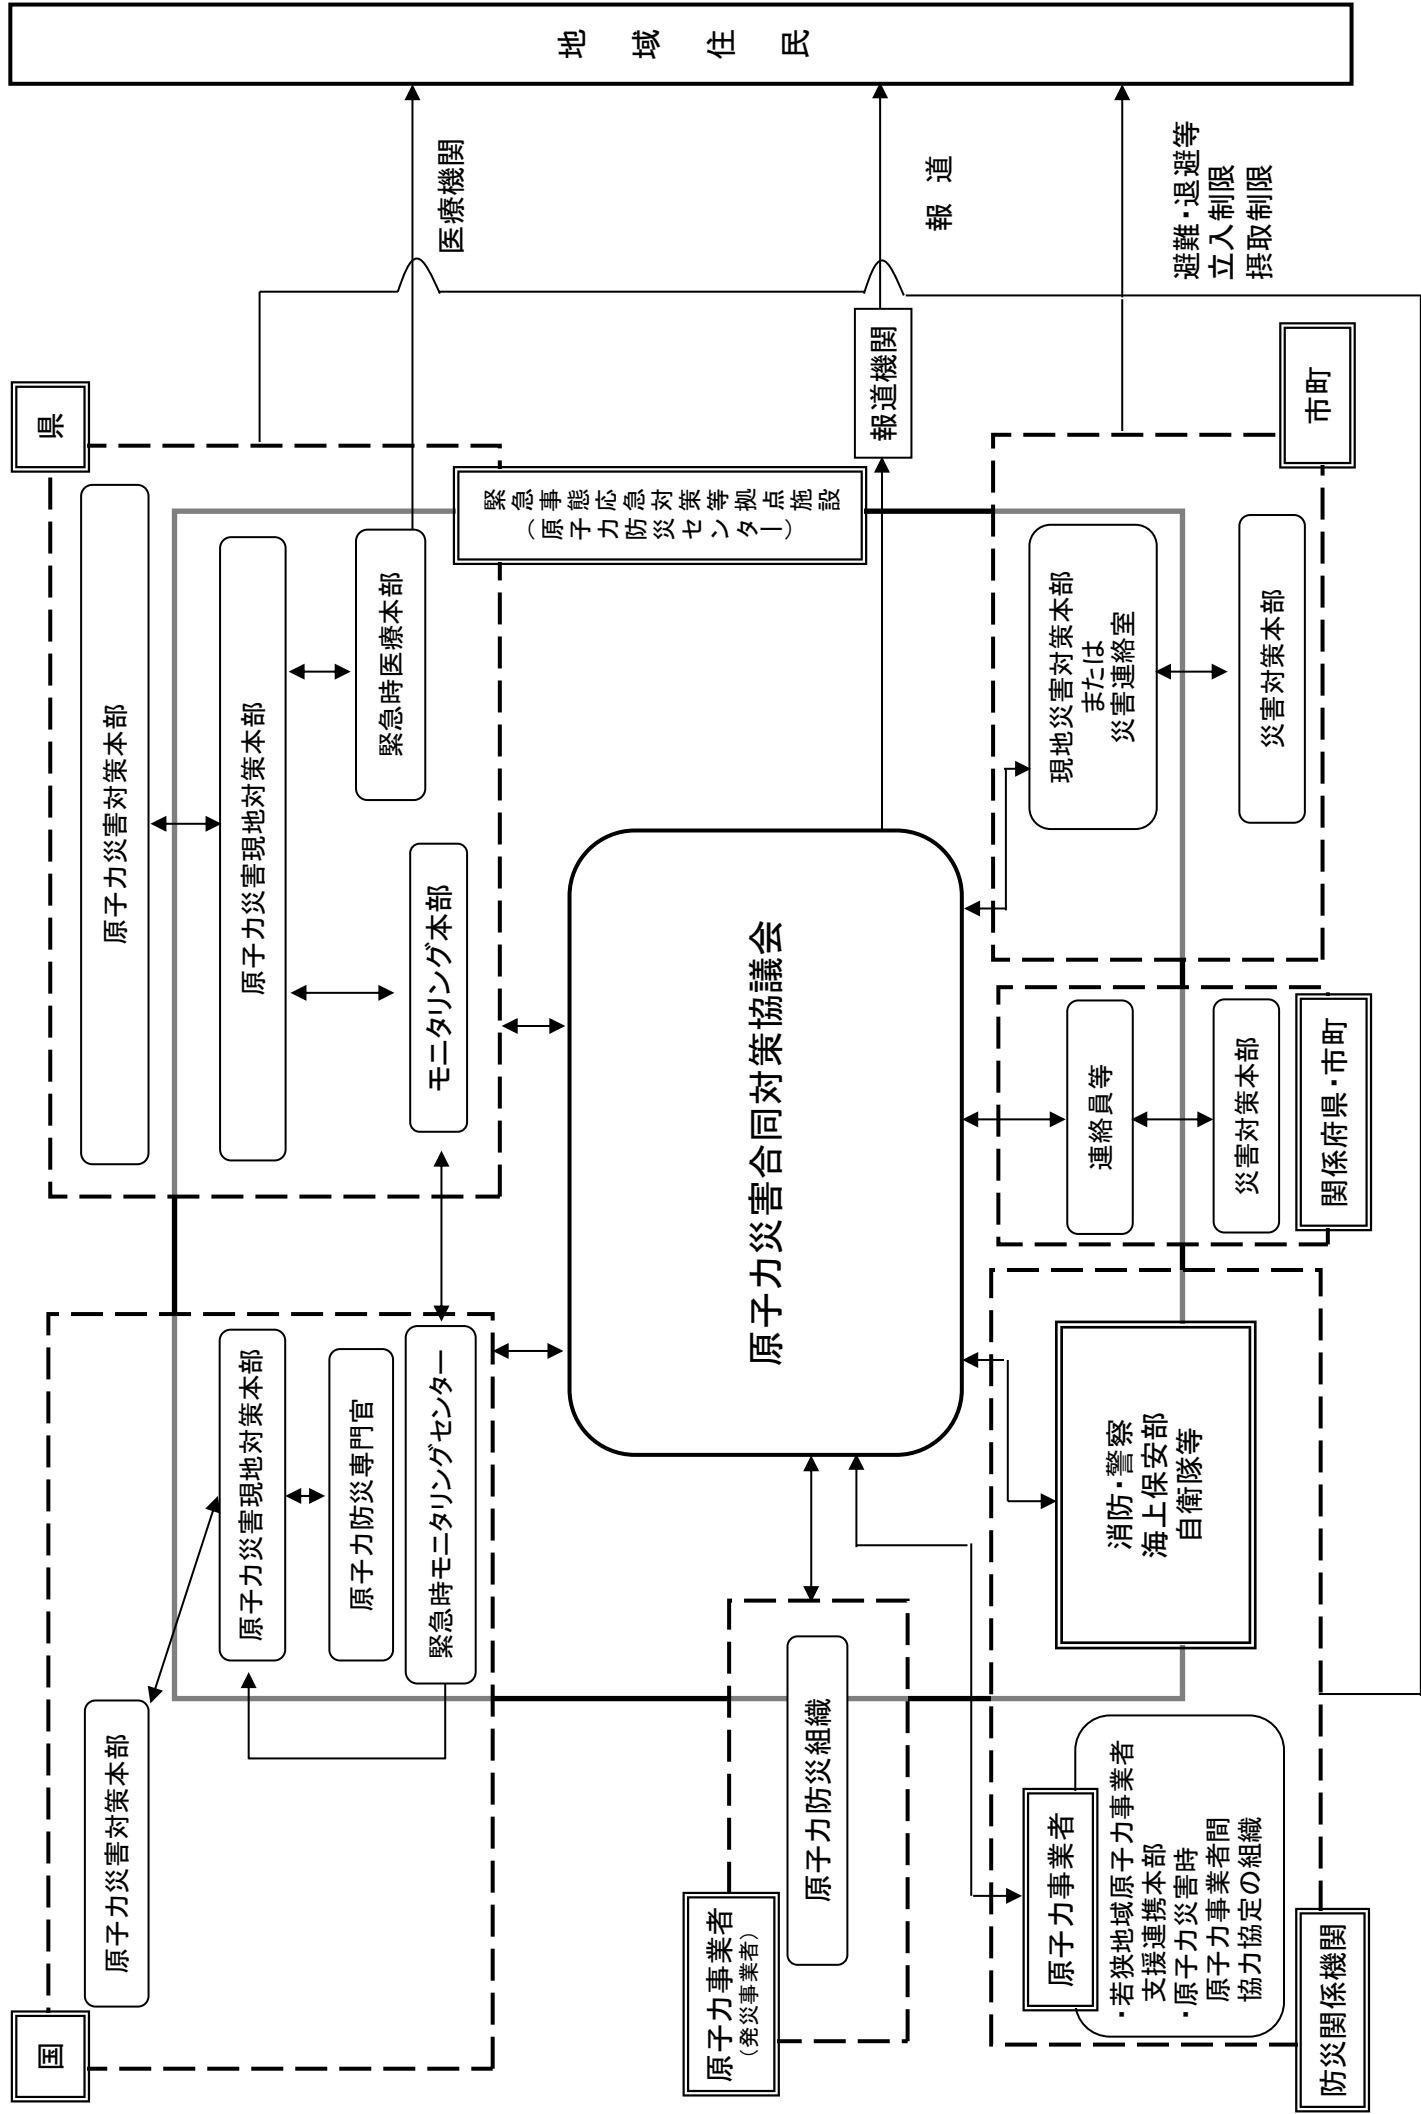 国
原子力災害対策本部
原子力災害現地対策本部
原子力防災専門官
緊急時モニタリングセンター
県
原子力災害対策本部
原子力災害現地対策本部
緊急時医療本部
モニタリング本部
緊急事態応急対策等拠点施設
（原子力防災センター）
医療機関
地域住民
原子力事業者
（発災事業者）
原子力防災組織
原子力災害合同対策協議会
報道機関
報道
防災関係機関
原子力事業者
・若狭地域原子力事業者
支援連携本部
・原子力災害時
原子力事業者間
協力協定の組織
消防・警察
海上保安部
自衛隊等
関係府県・市町
連絡員等
災害対策本部
市町
現地災害対策本部
または
災害連絡室
災害対策本部
避難・退避等
立入制限
摂取制限